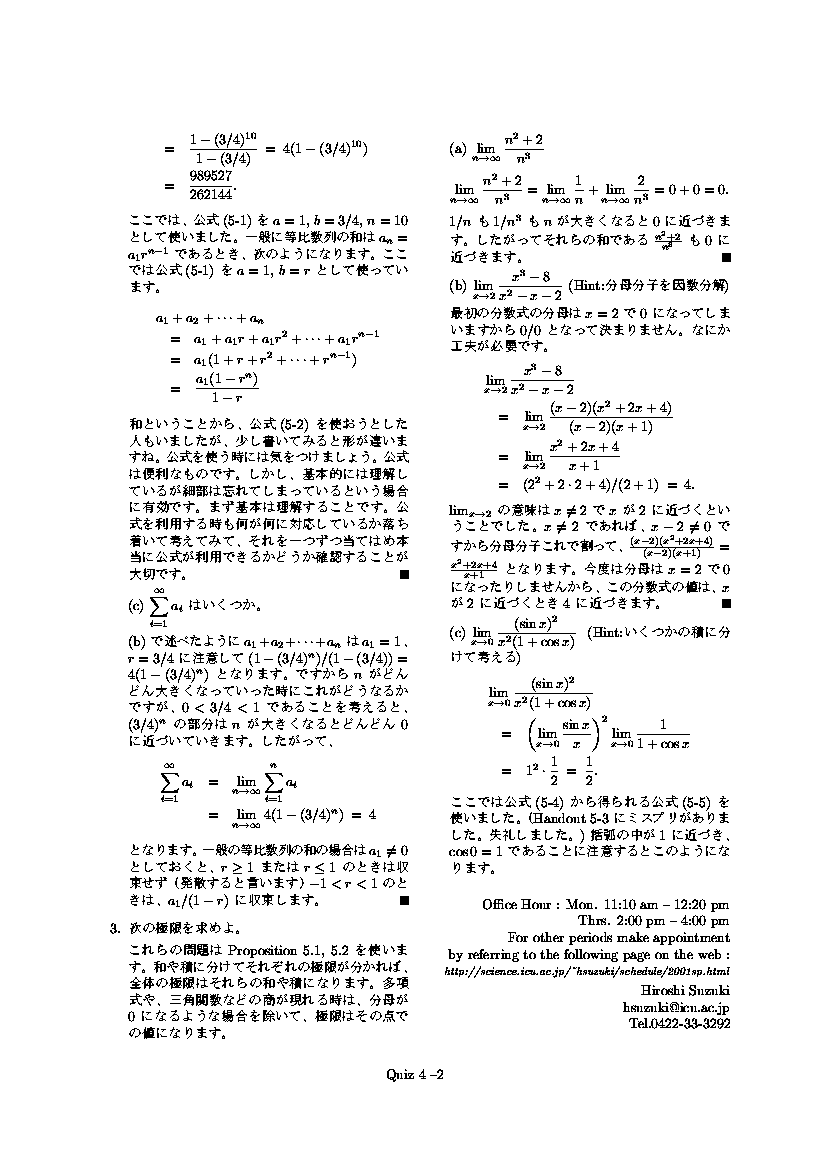 = \frac{1-(3/4)^{10}}{1-(3/4)} = 4(1-(3/4)^{10})
= \frac{989527}{262144}.
ここでは、公式 (5-1) を a = 1, b = 3/4, n = 10
として使いました。一般に等比数列の和は a_n =
a_1r^{n-1} であるとき、次のようになります。ここ
では公式 (5-1) を a = 1, b = r として使ってい
ます。
a_1 + a_2 + ··· + a_n
= a_1 + a_1r + a_1r^2 + ··· + a_1r^{n-1}
= a_1(1 + r + r^2 + ··· + r^{n-1})
= \frac{a_1(1-r^n)}{1-r}
和ということから、公式 (5-2) を使おうとした
人もいましたが、少し書いてみると形が違いま
すね。公式を使う時には気をつけましょう。公式
は便利なものです。しかし、基本的には理解し
ているが細部は忘れてしまっているという場合
に有効です。まず基本は理解することです。公
式を利用する時も何が何に対応しているか落ち
着いて考えてみて、それを一つずつ当てはめ本
当に公式が利用できるかどうか確認することが
大切です。 ■
(c) \sum_{i=1}^{∞} a_i はいくつか。
(b) で述べたように a_1+a_2+···+a_n は a_1 = 1、
r = 3/4 に注意して (1-(3/4)^n)/(1-(3/4)) =
4(1-(3/4)^n) となります。ですから n がどん
どん大きくなっていった時にこれがどうなるか
ですが、0 < 3/4 < 1 であることを考えると、
(3/4)^n の部分は n が大きくなるとどんどん 0
に近づいていきます。したがって、
\sum_{i=1}^{∞} a_i = \lim_{n→∞} \sum_{i=1}^{n} a_i
= \lim_{n→∞} 4(1-(3/4)^n) = 4
となります。一般の等比数列の和の場合は a_1 ≠ 0
としておくと、r ≥ 1 または r ≤ 1 のときは収
束せず（発散すると言います）−1 < r < 1 のと
きは、a_1/(1-r) に収束します。 ■
3. 次の極限を求めよ。
これらの問題は Proposition 5.1, 5.2 を使いま
す。和や積に分けてそれぞれの極限が分かれば、
全体の極限はそれらの和や積になります。多項
式や、三角関数などの商が現れる時は、分母が
0 になるような場合を除いて、極限はその点で
の値になります。
(a) \lim_{n→∞} \frac{n^2+2}{n^3}
\lim_{n→∞} \frac{n^2+2}{n^3} = \lim_{n→∞} \frac{1}{n} + \lim_{n→∞} \frac{2}{n^3} = 0 + 0 = 0.
1/n も 1/n^3 も n が大きくなると 0 に近づきま
す。したがってそれらの和である \frac{n^2+2}{n^3} も 0 に
近づきます。 ■
(b) \lim_{x→2} \frac{x^3-8}{x^2-x-2} (Hint:分母分子を因数分解)
最初の分数式の分母は x = 2 で 0 になってしま
いますから 0/0 となって決まりません。なにか
工夫が必要です。
\lim_{x→2} \frac{x^3-8}{x^2-x-2}
= \lim_{x→2} \frac{(x-2)(x^2+2x+4)}{(x-2)(x+1)}
= \lim_{x→2} \frac{x^2+2x+4}{x+1}
= (2^2 + 2·2 + 4)/(2 + 1) = 4.
lim_{x→2} の意味は x ≠ 2 で x が 2 に近づくとい
うことでした。x ≠ 2 であれば、x − 2 ≠ 0 で
すから分母分子これで割って、\frac{(x-2)(x^2+2x+4)}{(x-2)(x+1)} =
\frac{x^2+2x+4}{x+1} となります。今度は分母は x = 2 で 0
になったりしませんから、この分数式の値は、x
が 2 に近づくとき 4 に近づきます。 ■
(c) \lim_{x→0} \frac{(\sin x)^2}{x^2(1+\cos x)} (Hint:いくつかの積に分
けて考える)
\lim_{x→0} \frac{(\sin x)^2}{x^2(1+\cos x)}
= \left(\lim_{x→0} \frac{\sin x}{x}\right)^2 \lim_{x→0} \frac{1}{1+\cos x}
= 1^2 · \frac{1}{2} = \frac{1}{2}.
ここでは公式 (5-4) から得られる公式 (5-5) を
使いました。(Handout 5-3 にミスプリがありま
した。失礼しました。) 括弧の中が 1 に近づき、
cos 0 = 1 であることに注意するとこのようにな
ります。
Office Hour : Mon. 11:10 am – 12:20 pm
Thrs. 2:00 pm – 4:00 pm
For other periods make appointment
by referring to the following page on the web :
http://science.icu.ac.jp/~hsuzuki/schedule/2001sp.html
Hiroshi Suzuki
hsuzuki@icu.ac.jp
Tel.0422-33-3292
Quiz 4 –2